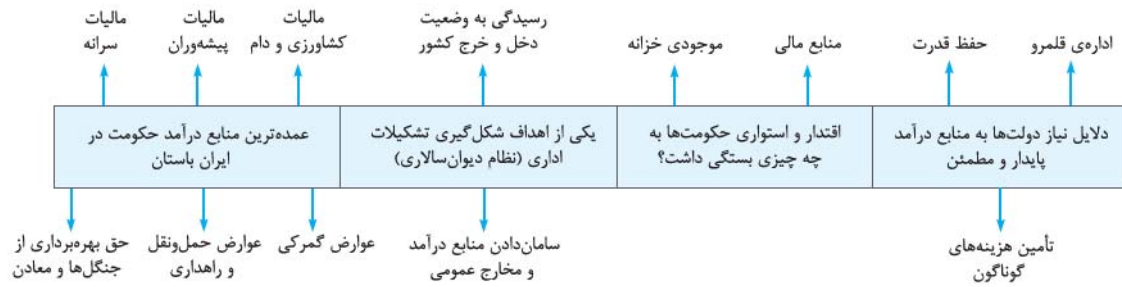 اداره‌ی قلمرو
حفظ قدرت
منابع مالی
موجودی خزانه
رسیدگی به وضعیت
دخل و خرج کشور
مالیات
کشاورزی و دام
مالیات
پیشه‌وران
مالیات
سرانه
دلایل نیاز دولت‌ها به منابع درآمد
پایدار و مطمئن
اقتدار و استواری حکومت‌ها به
چه چیزی بستگی داشت؟
یکی از اهداف شکل‌گیری تشکیلات
اداری (نظام دیوان‌سالاری)
عمده‌ترین منابع درآمد حکومت در
ایران باستان
تأمین هزینه‌های
گوناگون
سامان‌دادن منابع درآمد
و مخارج عمومی
عوارض گمرکی
عوارض حمل‌ونقل
و راهداری
حق بهره‌برداری از
جنگل‌ها و معادن